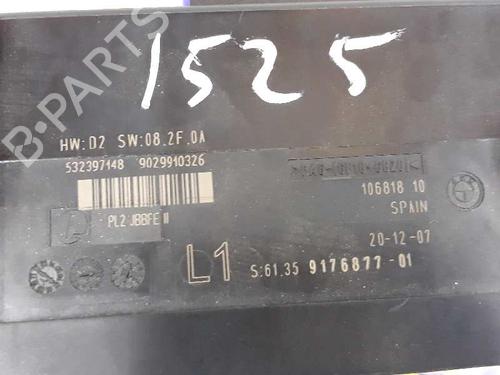 1525
HW:D2 SW:08.2F.0A
532397148 9029910326
106818 10
PL2 JBBFE III
SPAIN
20-12-07
L1 S:61.35 9176877-01
B-PARTS